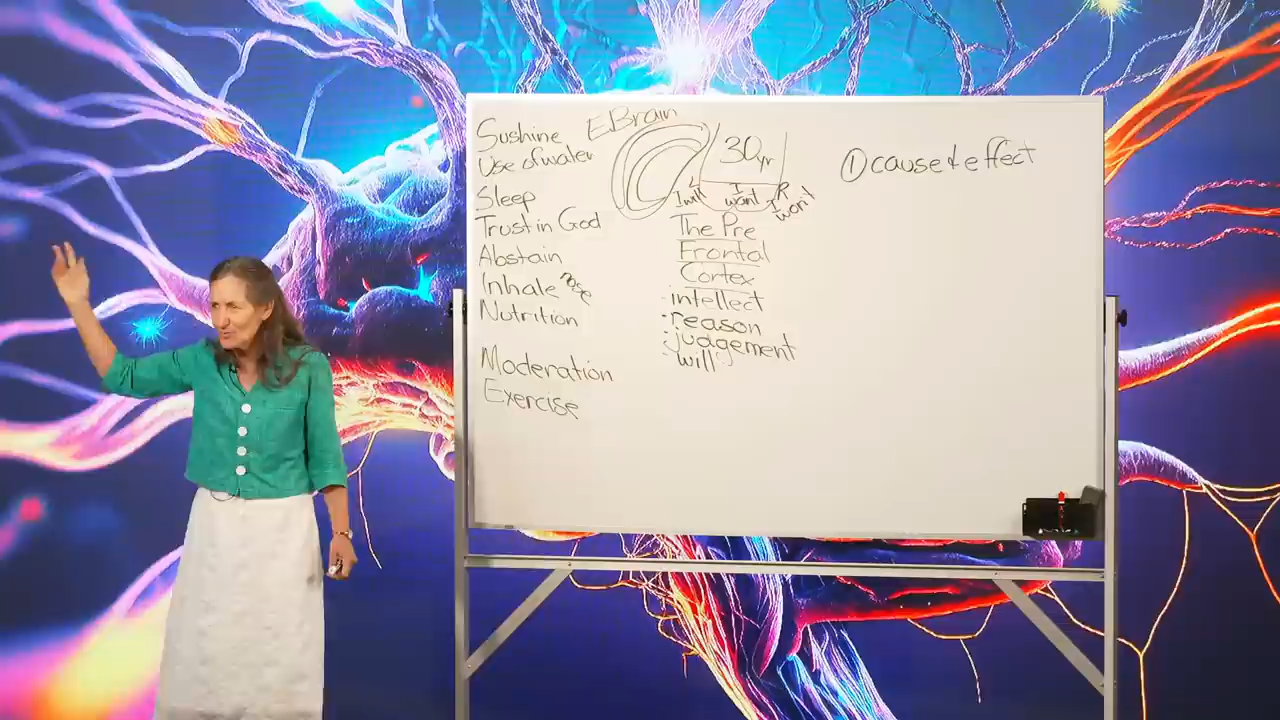 Sushine
Use of water
Sleep
Trust in God
Abstain
Inhale nose
Nutrition
Moderation
Exercise
EBrain
30yr
I will
I want
I won't
The Pre
Frontal
Cortex
· intellect
· reason
· judgement
· will
① cause & effect